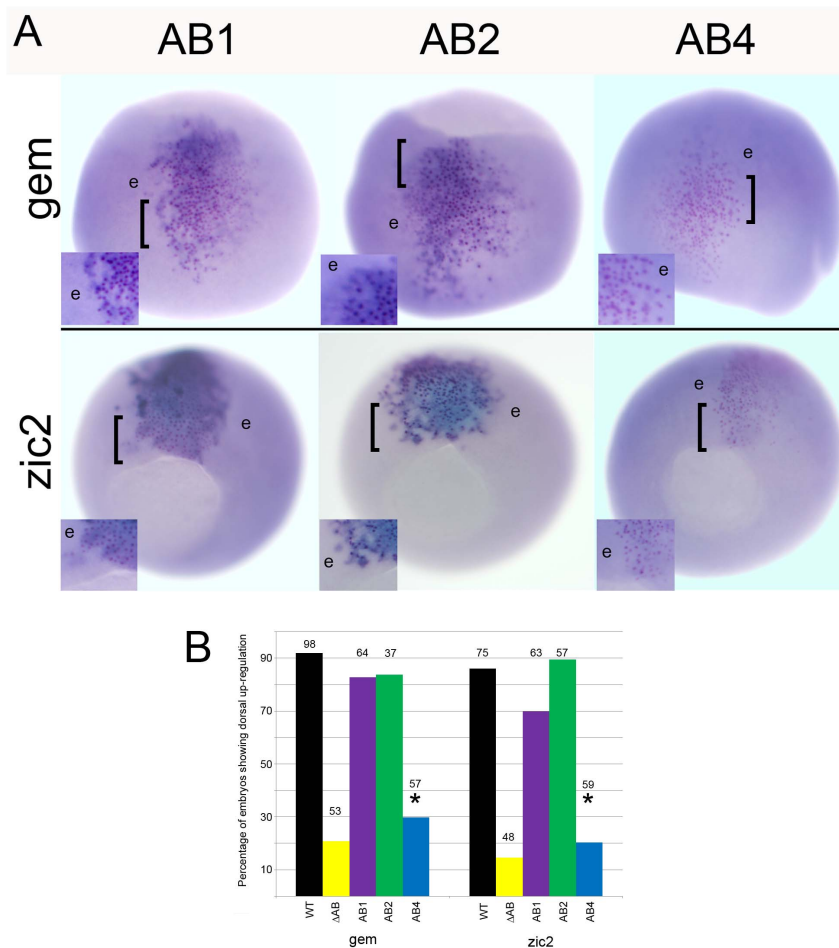 A
AB1 AB2 AB4
gem
e e e
e e e
zic2
e e e
e e e
B
Percentage of embryos showing dorsal up-regulation
90
70
50
30
10
98 53 64 37 57 *
75 48 63 57 59 *
WT ΔAB AB1 AB2 AB4
WT ΔAB AB1 AB2 AB4
gem zic2